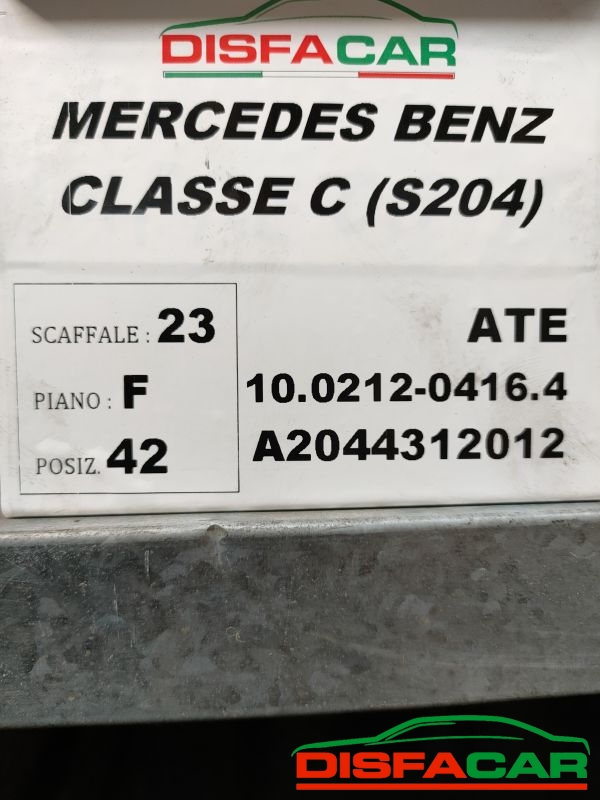 DISFACAR
MERCEDES BENZ
CLASSE C (S204)
SCAFFALE : 23
PIANO : F
POSIZ. 42
ATE
10.0212-0416.4
A2044312012
DISFACAR